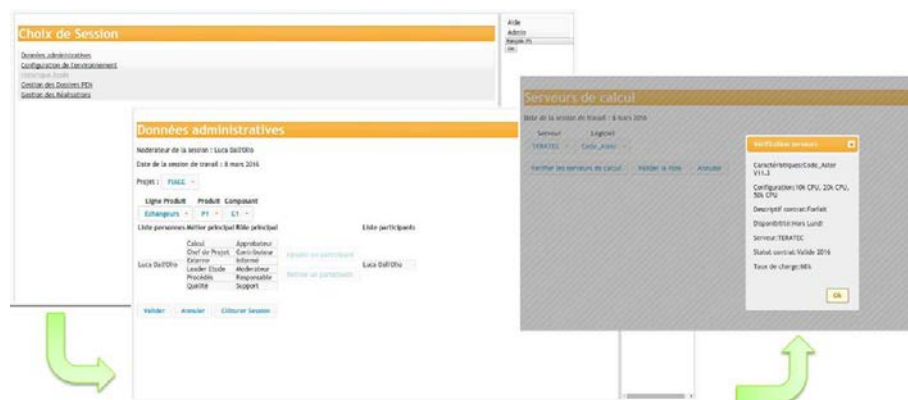 Choix de Session
Données administratives
Configuration de l'environnement
Historique étude
Gestion des Dossiers PEN
Gestion des Réalisations
Aide
Admin
Français (fr)
OK
Données administratives
Modérateur de la session : Luca Dall'Olio
Date de la session de travail : 8 mars 2016
Projet : PIAGE
Ligne Produit Produit Composant
Echangeurs P1 C1
Liste personnes Métier principal Rôle principal Liste participants
Calcul Approbateur
Chef de Projet Contributeur
Externe Informé
Luca Dall'Olio Leader Etude Modérateur Luca Dall'Olio
Procédés Responsable
Qualité Support
Ajouter un participant
Retirer un participant
Valider Annuler Clôturer Session
Serveurs de calcul
Date de la session de travail : 8 mars 2016
Serveur Logiciel
TERATEC Code_Aster
Vérifier les serveurs de calcul Valider la liste Annuler
Vérification serveurs
Caractéristiques:Code_Aster
V11.3
Configuration:10k CPU, 20k CPU,
50k CPU
Descriptif contrat:Forfait
Disponibilité:Hors Lundi
Serveur:TERATEC
Statut contrat:Valide 2016
Ok